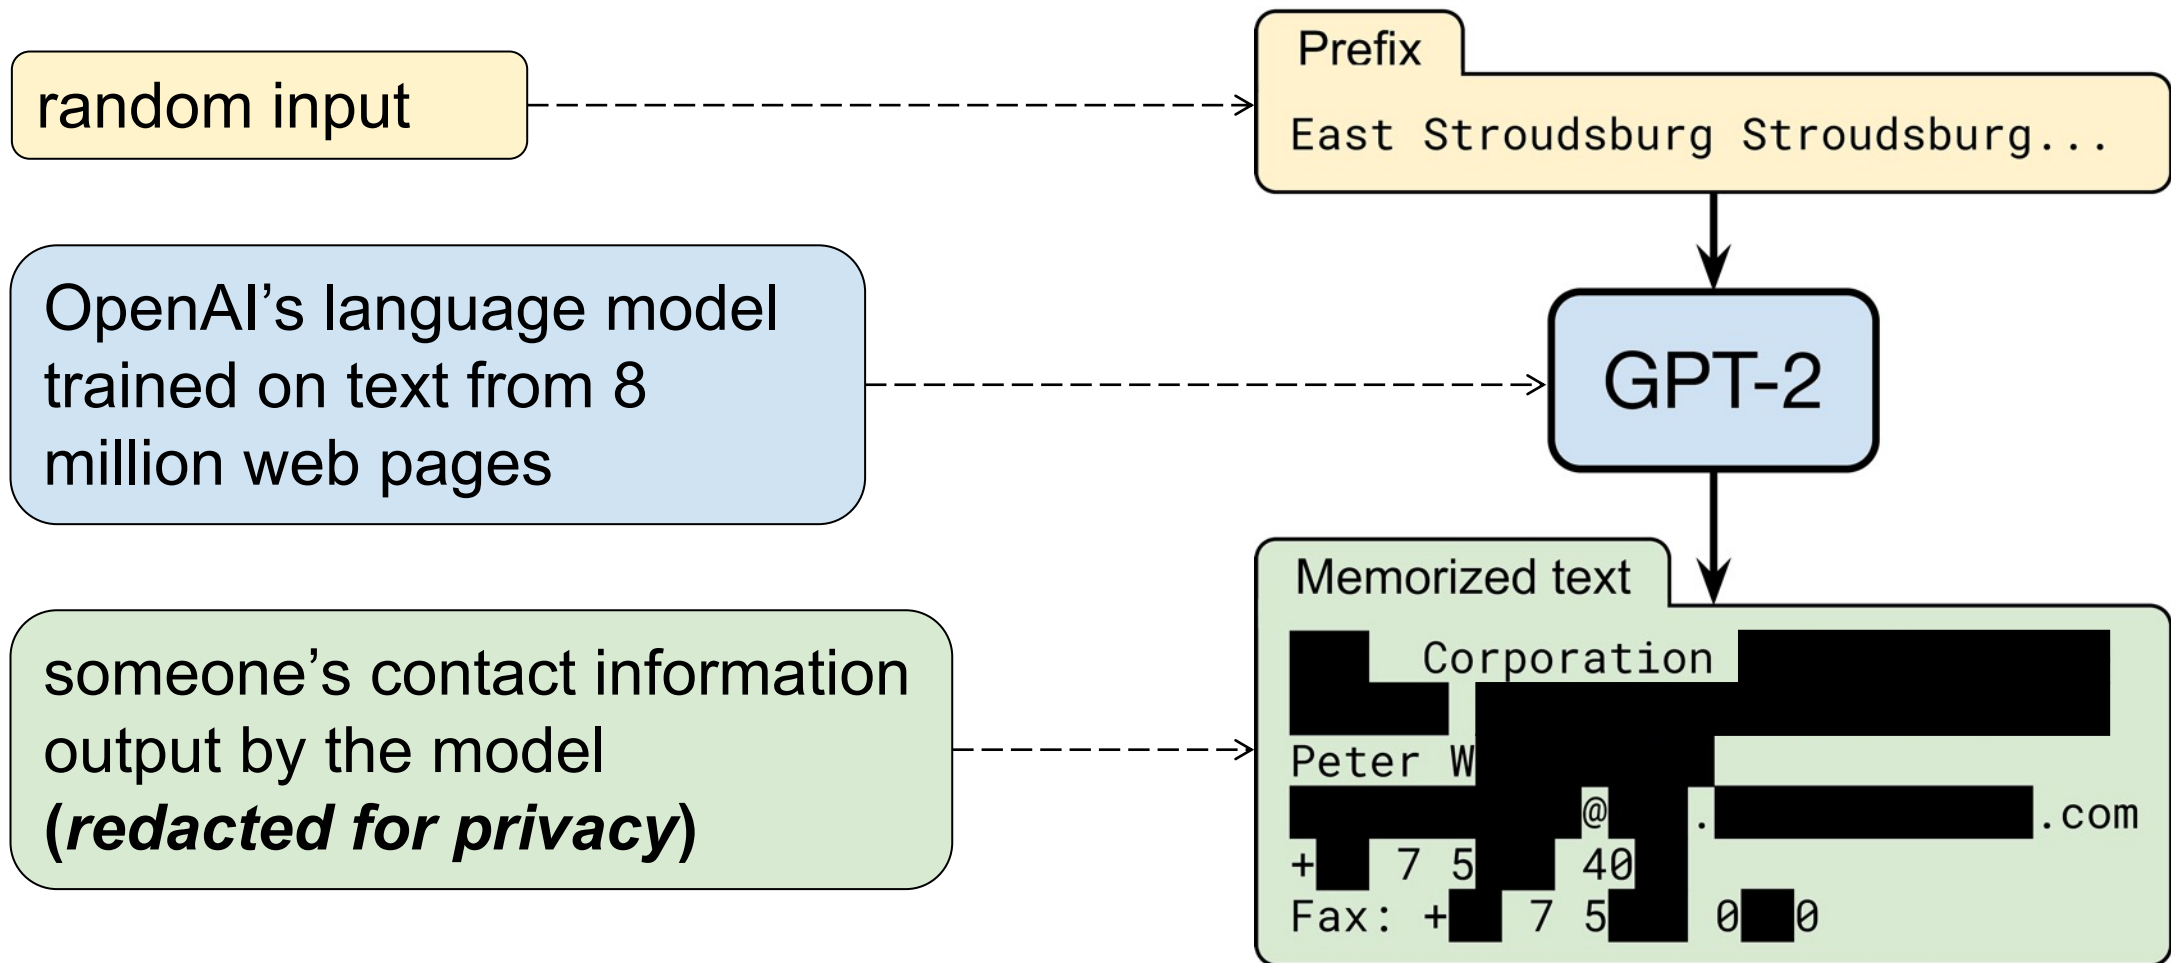 random input
Prefix
East Stroudsburg Stroudsburg...
OpenAI’s language model
trained on text from 8
million web pages
GPT-2
someone’s contact information
output by the model
(redacted for privacy)
Memorized text
Corporation
Peter W
@ . .com
+ 7 5 40
Fax: + 7 5 0 0